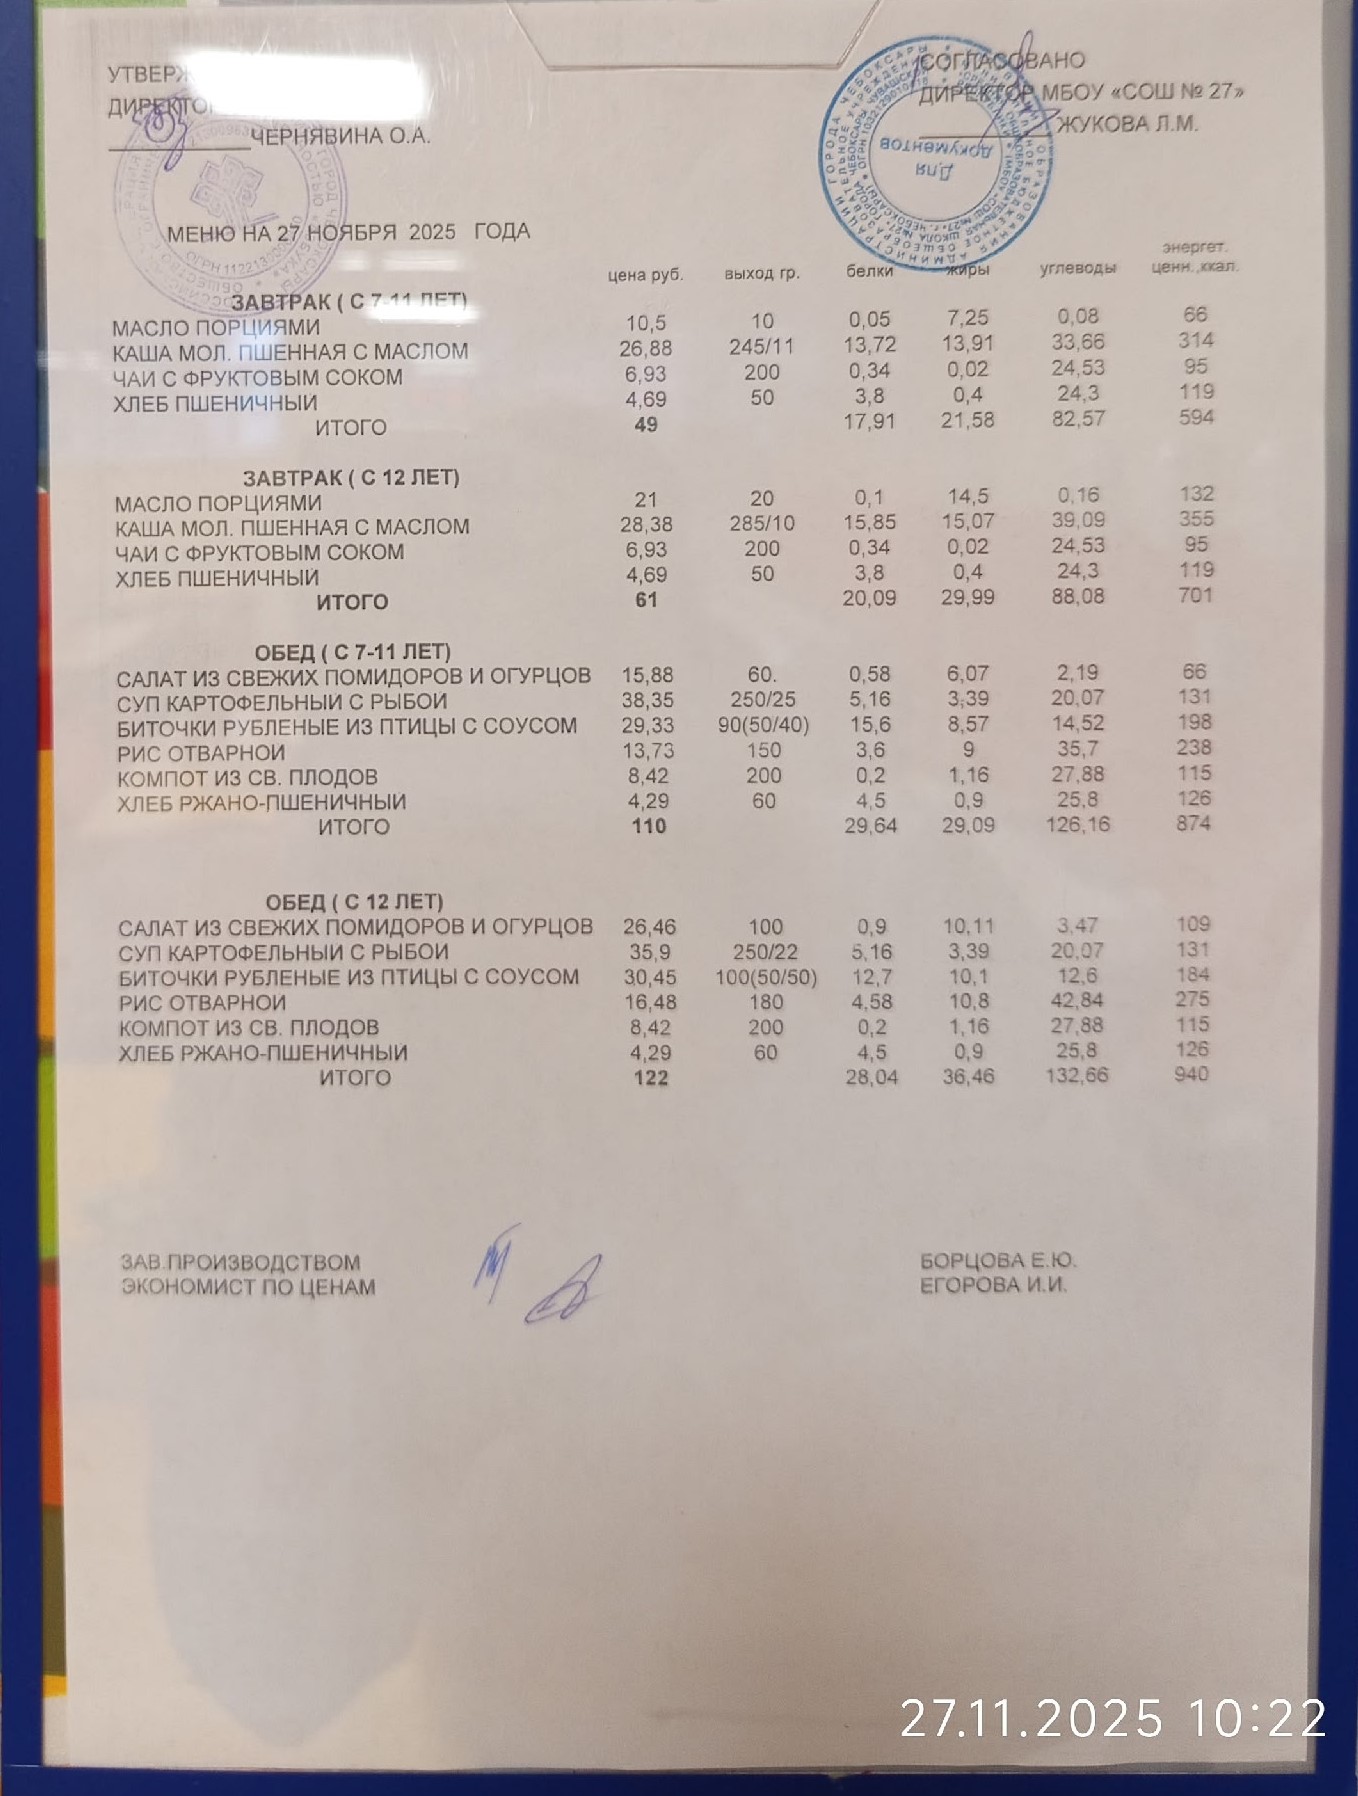 СОГЛАСОВАНО
ДИРЕКТОР МБОУ «СОШ № 27»
ЧЕРНЯВИНА О.А. ЖУКОВА Л.М.
Для
документов
МЕНЮ НА 27 НОЯБРЯ 2025 ГОДА
цена руб. выход гр. белки жиры углеводы энергет. ценн.,ккал.
ЗАВТРАК ( С 7-11 ЛЕТ)
МАСЛО ПОРЦИЯМИ 10,5 10 0,05 7,25 0,08 66
КАША МОЛ. ПШЕННАЯ С МАСЛОМ 26,88 245/11 13,72 13,91 33,66 314
ЧАЙ С ФРУКТОВЫМ СОКОМ 6,93 200 0,34 0,02 24,53 95
ХЛЕБ ПШЕНИЧНЫЙ 4,69 50 3,8 0,4 24,3 119
ИТОГО 49 17,91 21,58 82,57 594
ЗАВТРАК ( С 12 ЛЕТ)
МАСЛО ПОРЦИЯМИ 21 20 0,1 14,5 0,16 132
КАША МОЛ. ПШЕННАЯ С МАСЛОМ 28,38 285/10 15,85 15,07 39,09 355
ЧАЙ С ФРУКТОВЫМ СОКОМ 6,93 200 0,34 0,02 24,53 95
ХЛЕБ ПШЕНИЧНЫЙ 4,69 50 3,8 0,4 24,3 119
ИТОГО 61 20,09 29,99 88,08 701
ОБЕД ( С 7-11 ЛЕТ)
САЛАТ ИЗ СВЕЖИХ ПОМИДОРОВ И ОГУРЦОВ 15,88 60. 0,58 6,07 2,19 66
СУП КАРТОФЕЛЬНЫЙ С РЫБОЙ 38,35 250/25 5,16 3,39 20,07 131
БИТОЧКИ РУБЛЕНЫЕ ИЗ ПТИЦЫ С СОУСОМ 29,33 90(50/40) 15,6 8,57 14,52 198
РИС ОТВАРНОЙ 13,73 150 3,6 9 35,7 238
КОМПОТ ИЗ СВ. ПЛОДОВ 8,42 200 0,2 1,16 27,88 115
ХЛЕБ РЖАНО-ПШЕНИЧНЫЙ 4,29 60 4,5 0,9 25,8 126
ИТОГО 110 29,64 29,09 126,16 874
ОБЕД ( С 12 ЛЕТ)
САЛАТ ИЗ СВЕЖИХ ПОМИДОРОВ И ОГУРЦОВ 26,46 100 0,9 10,11 3,47 109
СУП КАРТОФЕЛЬНЫЙ С РЫБОЙ 35,9 250/22 5,16 3,39 20,07 131
БИТОЧКИ РУБЛЕНЫЕ ИЗ ПТИЦЫ С СОУСОМ 30,45 100(50/50) 12,7 10,1 12,6 184
РИС ОТВАРНОЙ 16,48 180 4,58 10,8 42,84 275
КОМПОТ ИЗ СВ. ПЛОДОВ 8,42 200 0,2 1,16 27,88 115
ХЛЕБ РЖАНО-ПШЕНИЧНЫЙ 4,29 60 4,5 0,9 25,8 126
ИТОГО 122 28,04 36,46 132,66 940
ЗАВ.ПРОИЗВОДСТВОМ БОРЦОВА Е.Ю.
ЭКОНОМИСТ ПО ЦЕНАМ ЕГОРОВА И.И.
27.11.2025 10:22